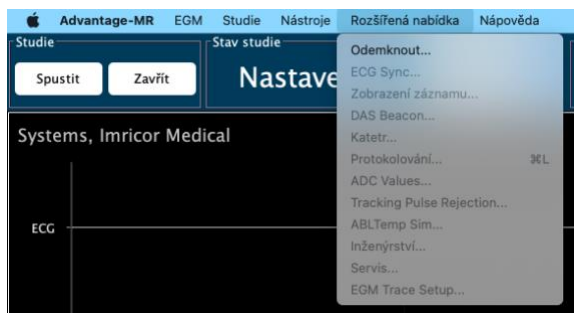 Advantage-MR EGM Studie Nástroje Rozšířená nabídka Nápověda
Studie
Stav studie
Spustit Zavřít
Nastave
Systems, Imricor Medical
ECG
Odemknout...
ECG Sync...
Zobrazení záznamu...
DAS Beacon...
Katetr...
Protokolování... ⌘L
ADC Values...
Tracking Pulse Rejection...
ABLTemp Sim...
Inženýrství...
Servis...
EGM Trace Setup...